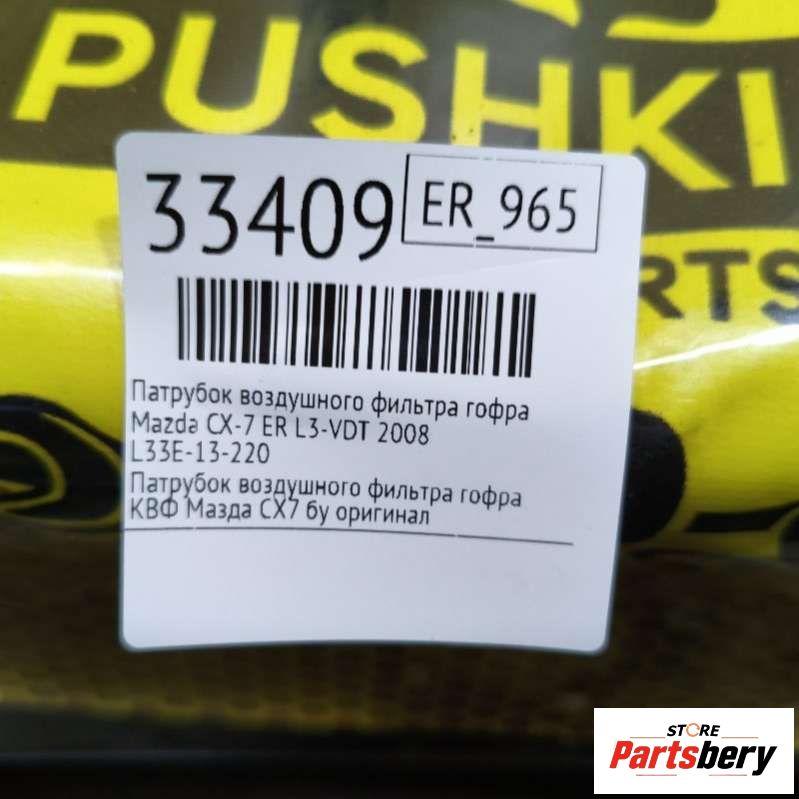 PUSHKI
RTS
33409
ER_965
Патрубок воздушного фильтра гофра
Mazda CX-7 ER L3-VDT 2008
L33E-13-220
Патрубок воздушного фильтра гофра
КВФ Мазда СХ7 бу оригинал
STORE
Partsbery